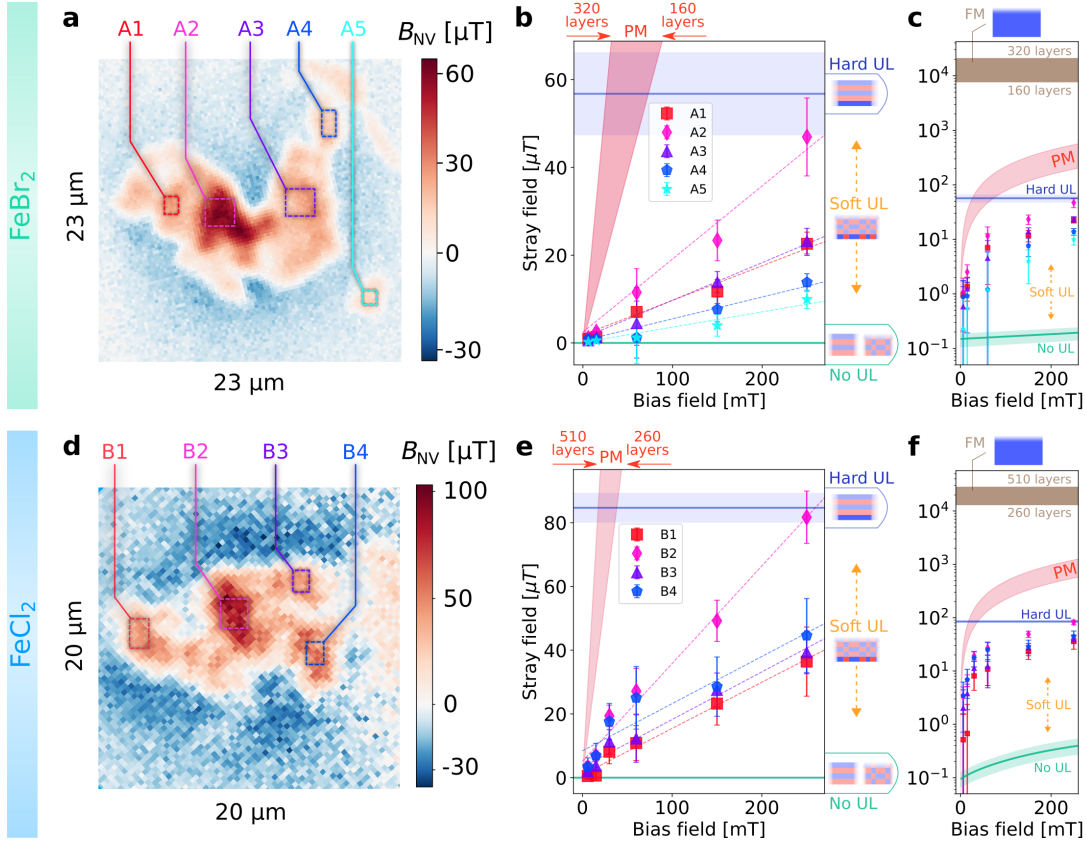 FeBr2
a
A1 A2 A3 A4 A5
BNV [µT]
60
30
0
-30
23 µm
23 µm
b
320 layers
PM
160 layers
Hard UL
A1
A2
A3
A4
A5
Soft UL
No UL
60
40
20
0
Stray field [µT]
0 100 200
Bias field [mT]
c
FM
320 layers
160 layers
PM
Hard UL
Soft UL
No UL
10^4
10^3
10^2
10^1
10^0
10^-1
0 200
Bias field [mT]
FeCl2
d
B1 B2 B3 B4
BNV [µT]
100
50
0
-30
20 µm
20 µm
e
510 layers
PM
260 layers
Hard UL
B1
B2
B3
B4
Soft UL
No UL
80
60
40
20
0
Stray field [µT]
0 100 200
Bias field [mT]
f
FM
510 layers
260 layers
PM
Hard UL
Soft UL
No UL
10^4
10^3
10^2
10^1
10^0
10^-1
0 200
Bias field [mT]